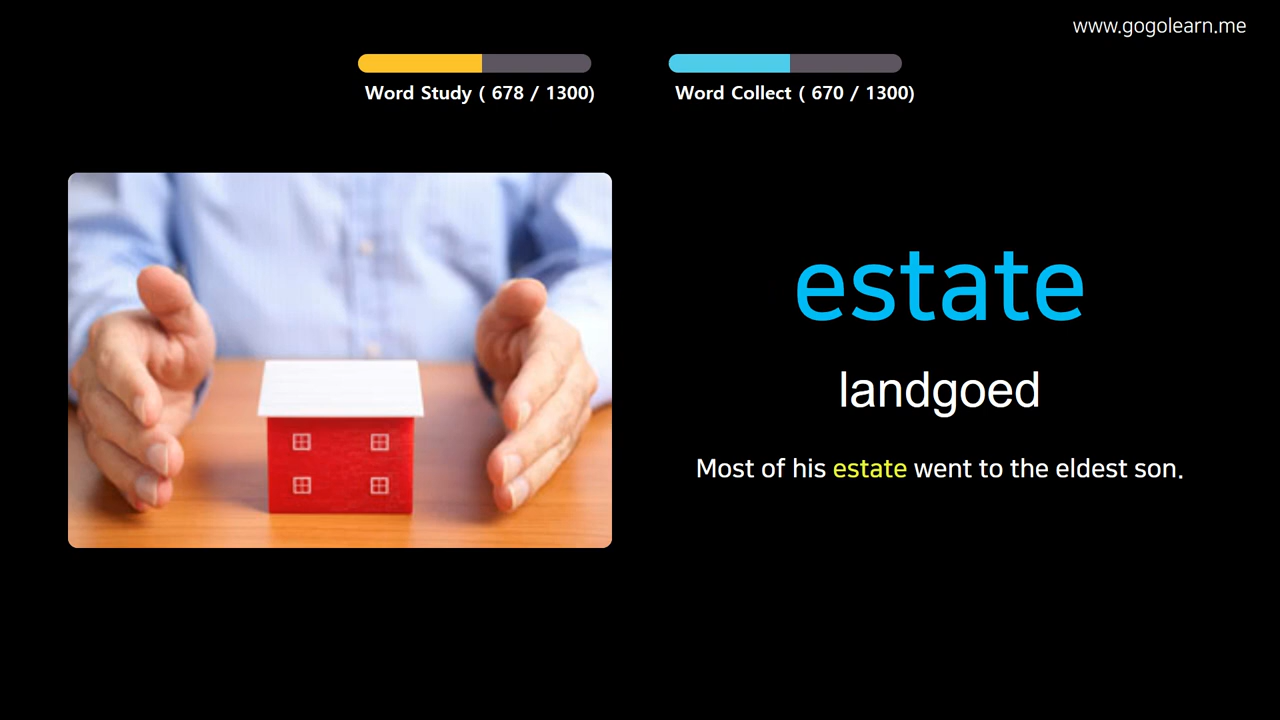 www.gogolearn.me
Word Study ( 678 / 1300)
Word Collect ( 670 / 1300)
estate
landgoed
Most of his estate went to the eldest son.